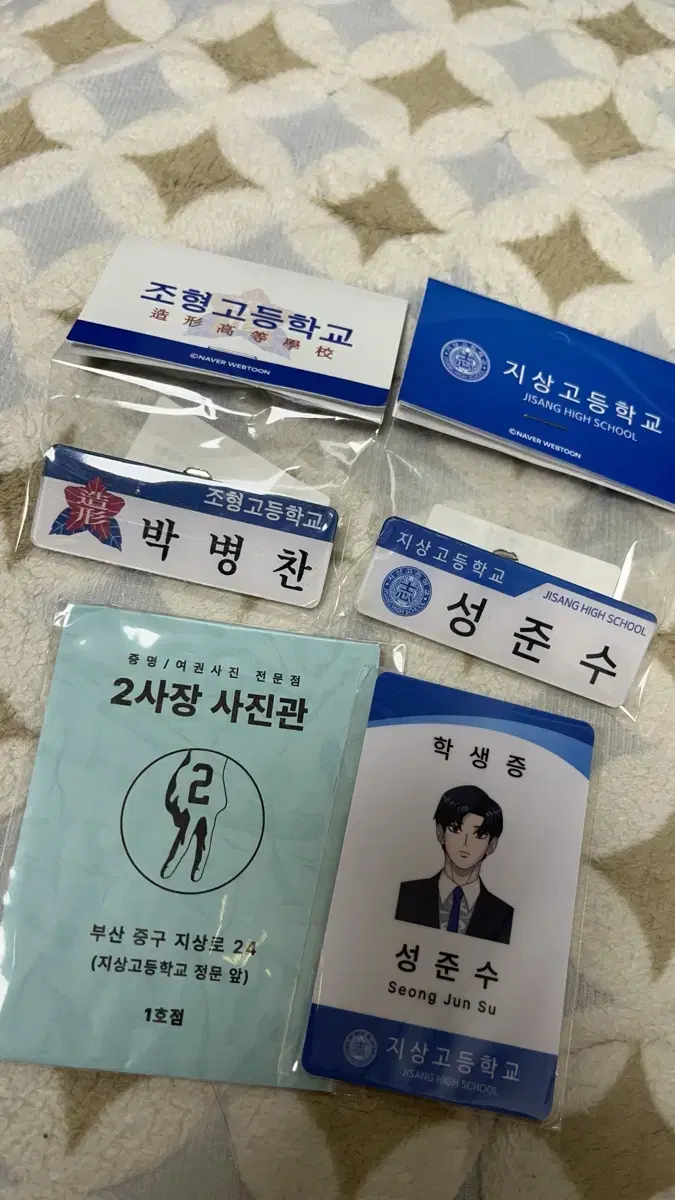 조형고등학교
造形高等學校
©NAVER WEBTOON
志
지상고등학교
JISANG HIGH SCHOOL
©NAVER WEBTOON
造形
조형고등학교
박병찬
지상고등학교
JISANG HIGH SCHOOL
志
성준수
증명/여권사진 전문점
2사장 사진관
2
부산 중구 지상로 24
(지상고등학교 정문 앞)
1호점
학생증
성준수
Seong Jun Su
지상고등학교
JISANG HIGH SCHOOL